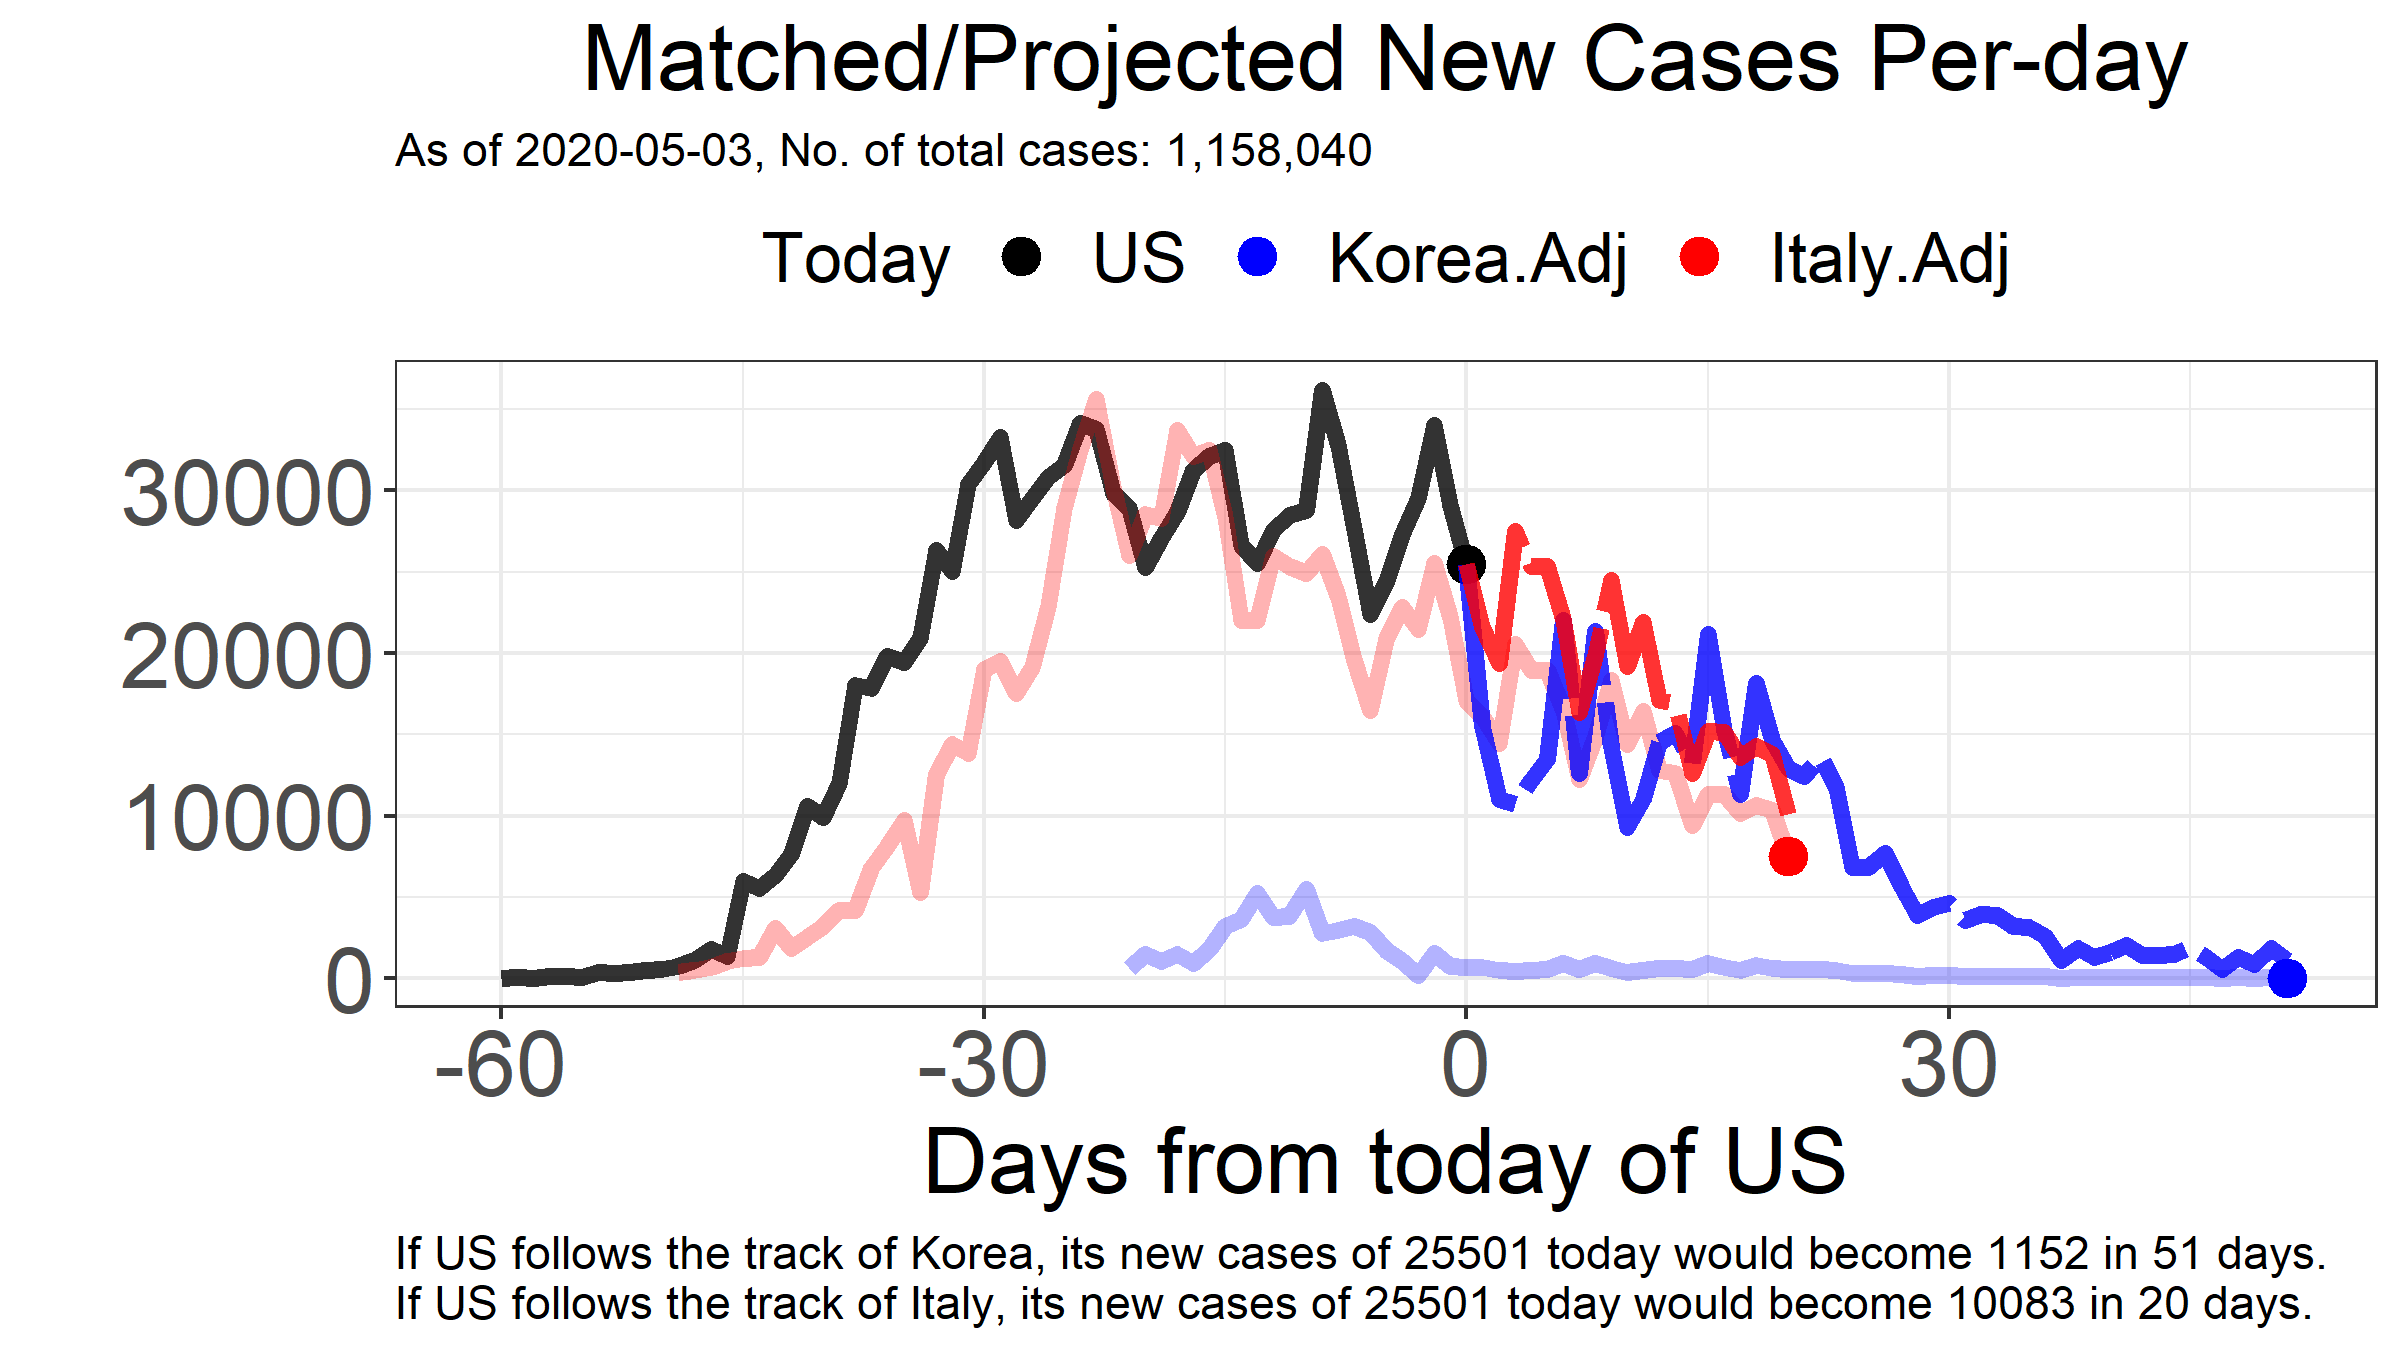 Matched/Projected New Cases Per-day
As of 2020-05-03, No. of total cases: 1,158,040
Today US Korea.Adj Italy.Adj
30000
20000
10000
0
-60 -30 0 30
Days from today of US
If US follows the track of Korea, its new cases of 25501 today would become 1152 in 51 days.
If US follows the track of Italy, its new cases of 25501 today would become 10083 in 20 days.